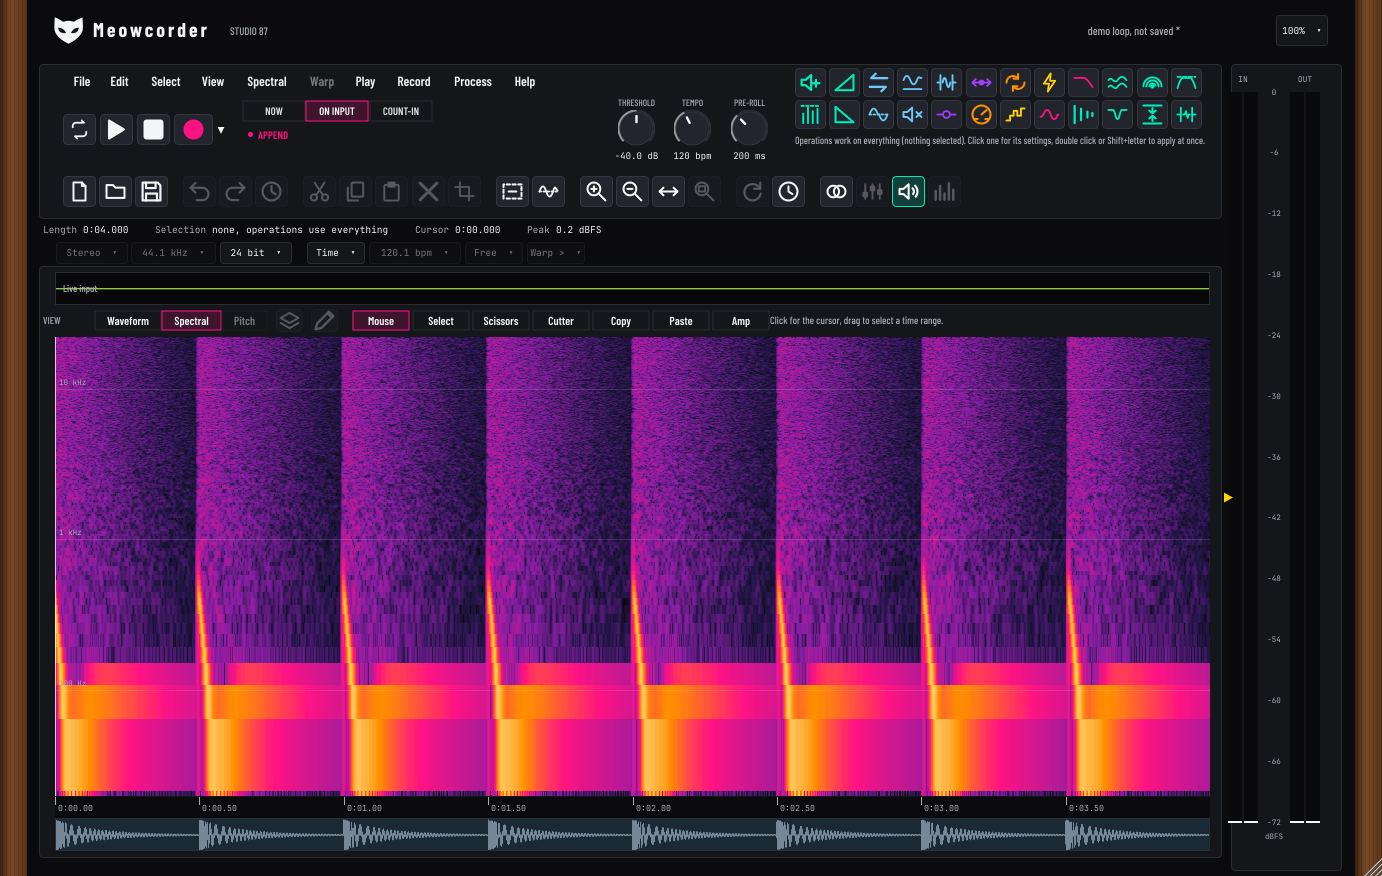 Meowcorder STUDIO 87 demo loop, not saved * 100%
File Edit Select View Spectral Warp Play Record Process Help
NOW ON INPUT COUNT-IN
APPEND
THRESHOLD TEMPO PRE-ROLL
-40.0 dB 120 bpm 200 ms
Operations work on everything (nothing selected). Click one for its settings, double click or Shift+letter to apply at once.
Length 0:04.000 Selection none, operations use everything Cursor 0:00.000 Peak 0.2 dBFS
Stereo 44.1 kHz 24 bit Time 120.1 bpm Free Warp >
Live input
VIEW Waveform Spectral Pitch Mouse Select Scissors Cutter Copy Paste Amp Click for the cursor, drag to select a time range.
10 kHz
1 kHz
0:00.00 0:00.50 0:01.00 0:01.50 0:02.00 0:02.50 0:03.00 0:03.50
IN OUT
0
-6
-12
-18
-24
-30
-36
-42
-48
-54
-60
-66
-72
dBFS